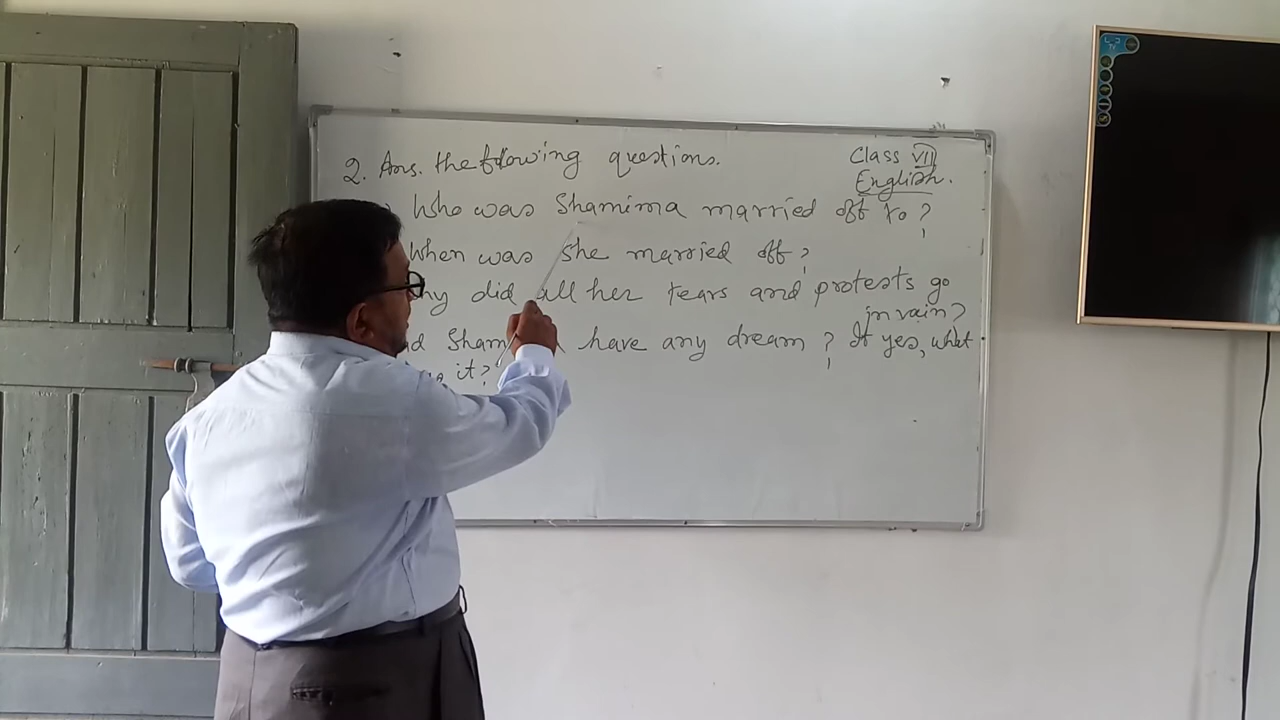 2. Ans. the following questions.
Class VII
English.
Who was Shamima married off to?
When was she married off?
did all her tears and protests go
in vain?
have any dream? If yes, what
it?